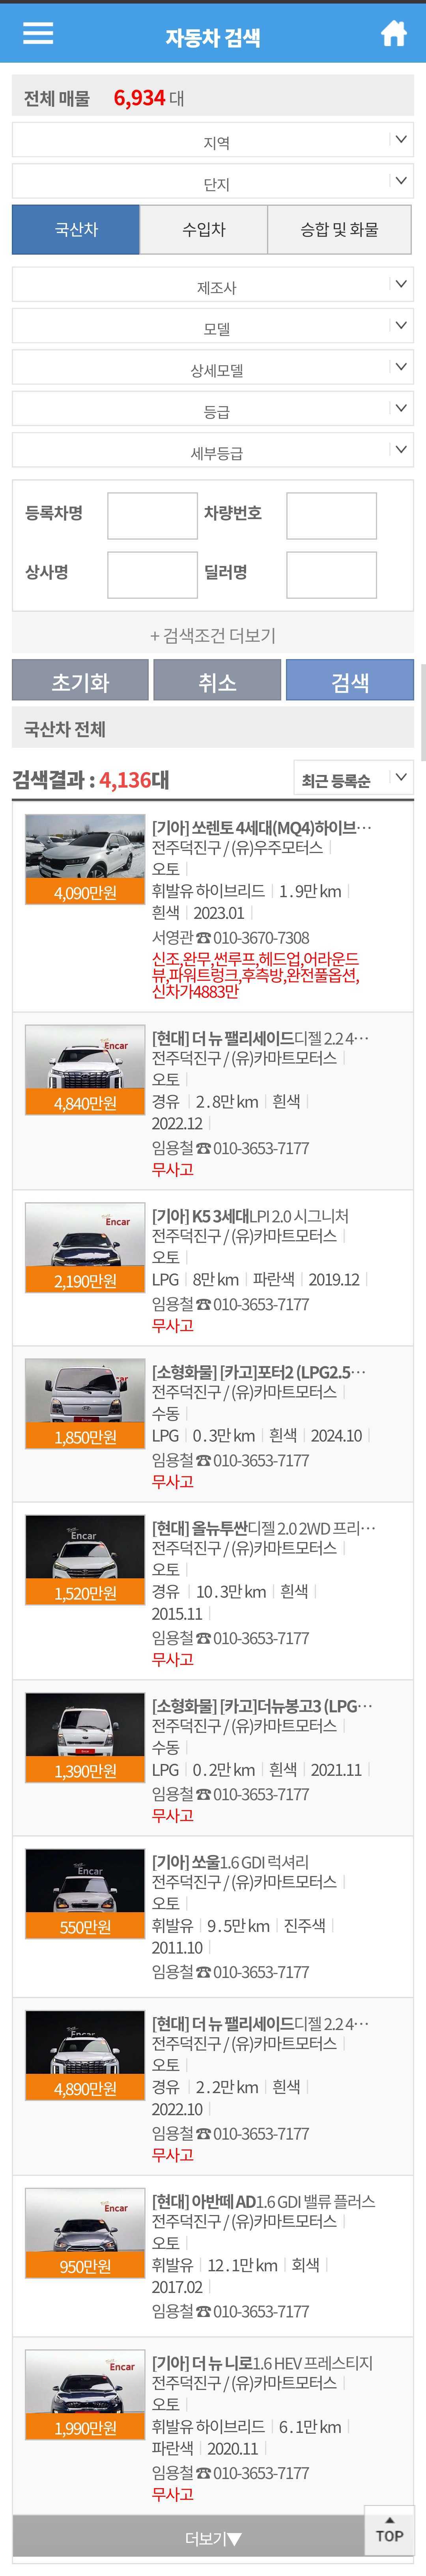 자동차 검색
전체 매물 6,934 대
지역
단지
국산차 수입차 승합 및 화물
제조사
모델
상세모델
등급
세부등급
등록차명 차량번호
상사명 딜러명
+ 검색조건 더보기
초기화 취소 검색
국산차 전체
검색결과 : 4,136대 최근 등록순
[기아] 쏘렌토 4세대(MQ4)하이브…
전주덕진구 / (유)우주모터스
오토
4,090만원
휘발유 하이브리드 1.9만 km
흰색 2023.01
서영관 ☎ 010-3670-7308
신조,완무,썬루프,헤드업,어라운드
뷰,파워트렁크,후측방,완전풀옵션,
신차가4883만
[현대] 더 뉴 팰리세이드디젤 2.2 4…
Encar
전주덕진구 / (유)카마트모터스
오토
4,840만원
경유 2.8만 km 흰색
2022.12
임용철 ☎ 010-3653-7177
무사고
[기아] K5 3세대LPI 2.0 시그니처
Encar
전주덕진구 / (유)카마트모터스
오토
2,190만원
LPG 8만 km 파란색 2019.12
임용철 ☎ 010-3653-7177
무사고
[소형화물] [카고]포터2 (LPG2.5…
전주덕진구 / (유)카마트모터스
수동
1,850만원
LPG 0.3만 km 흰색 2024.10
임용철 ☎ 010-3653-7177
무사고
[현대] 올뉴투싼디젤 2.0 2WD 프리…
Encar
전주덕진구 / (유)카마트모터스
오토
1,520만원
경유 10.3만 km 흰색
2015.11
임용철 ☎ 010-3653-7177
무사고
[소형화물] [카고]더뉴봉고3 (LPG…
전주덕진구 / (유)카마트모터스
수동
1,390만원
LPG 0.2만 km 흰색 2021.11
임용철 ☎ 010-3653-7177
무사고
[기아] 쏘울1.6 GDI 럭셔리
Encar
전주덕진구 / (유)카마트모터스
오토
550만원
휘발유 9.5만 km 진주색
2011.10
임용철 ☎ 010-3653-7177
[현대] 더 뉴 팰리세이드디젤 2.2 4…
Encar
전주덕진구 / (유)카마트모터스
오토
4,890만원
경유 2.2만 km 흰색
2022.10
임용철 ☎ 010-3653-7177
무사고
[현대] 아반떼 AD1.6 GDI 밸류 플러스
Encar
전주덕진구 / (유)카마트모터스
오토
950만원
휘발유 12.1만 km 회색
2017.02
임용철 ☎ 010-3653-7177
[기아] 더 뉴 니로1.6 HEV 프레스티지
Encar
전주덕진구 / (유)카마트모터스
오토
1,990만원
휘발유 하이브리드 6.1만 km
파란색 2020.11
임용철 ☎ 010-3653-7177
무사고
더보기▼
▲
TOP